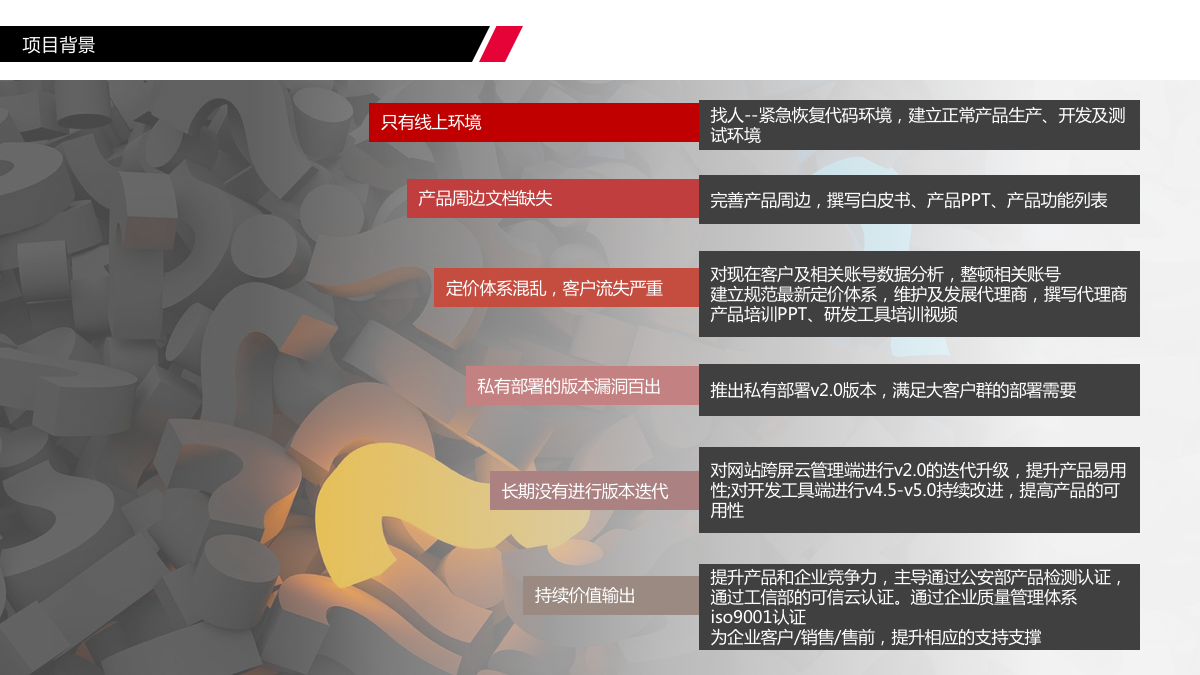 项目背景
只有线上环境
找人--紧急恢复代码环境，建立正常产品生产、开发及测
试环境
产品周边文档缺失
完善产品周边，撰写白皮书、产品PPT、产品功能列表
定价体系混乱，客户流失严重
对现在客户及相关账号数据分析，整顿相关账号
建立规范最新定价体系，维护及发展代理商，撰写代理商
产品培训PPT、研发工具培训视频
私有部署的版本漏洞百出
推出私有部署v2.0版本，满足大客户群的部署需要
长期没有进行版本迭代
对网站跨屏云管理端进行v2.0的迭代升级，提升产品易用
性;对开发工具端进行v4.5-v5.0持续改进，提高产品的可
用性
持续价值输出
提升产品和企业竞争力，主导通过公安部产品检测认证，
通过工信部的可信云认证。通过企业质量管理体系
iso9001认证
为企业客户/销售/售前，提升相应的支持支撑